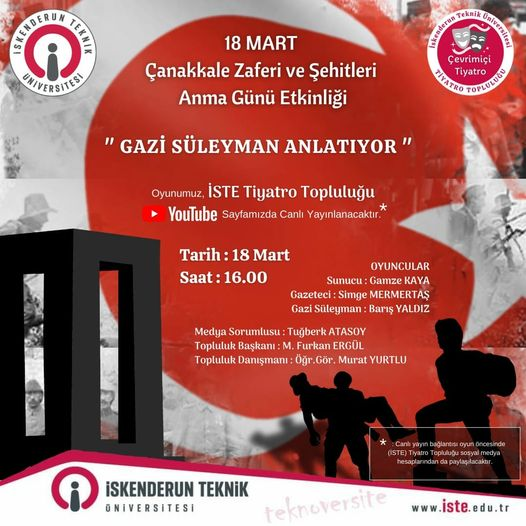 İSKENDERUN TEKNİK
ÜNİVERSİTESİ
İskenderun Teknik Üniversitesi
Çevrimiçi
Tiyatro
TİYATRO TOPLULUĞU
18 MART
Çanakkale Zaferi ve Şehitleri
Anma Günü Etkinliği
" GAZİ SÜLEYMAN ANLATIYOR "
Oyunumuz, İSTE Tiyatro Topluluğu
YouTube Sayfamızda Canlı Yayınlanacaktır.*
Tarih : 18 Mart
Saat : 16.00
OYUNCULAR
Sunucu : Gamze KAYA
Gazeteci : Simge MERMERTAŞ
Gazi Süleyman : Barış YALDIZ
Medya Sorumlusu : Tuğberk ATASOY
Topluluk Başkanı : M. Furkan ERGÜL
Topluluk Danışmanı : Öğr.Gör. Murat YURTLU
* : Canlı yayın bağlantısı oyun öncesinde
(İSTE) Tiyatro Topluluğu sosyal medya
hesaplarından da paylaşılacaktır.
İSKENDERUN TEKNİK
ÜNİVERSİTESİ
teknoversite
www.iste.edu.tr